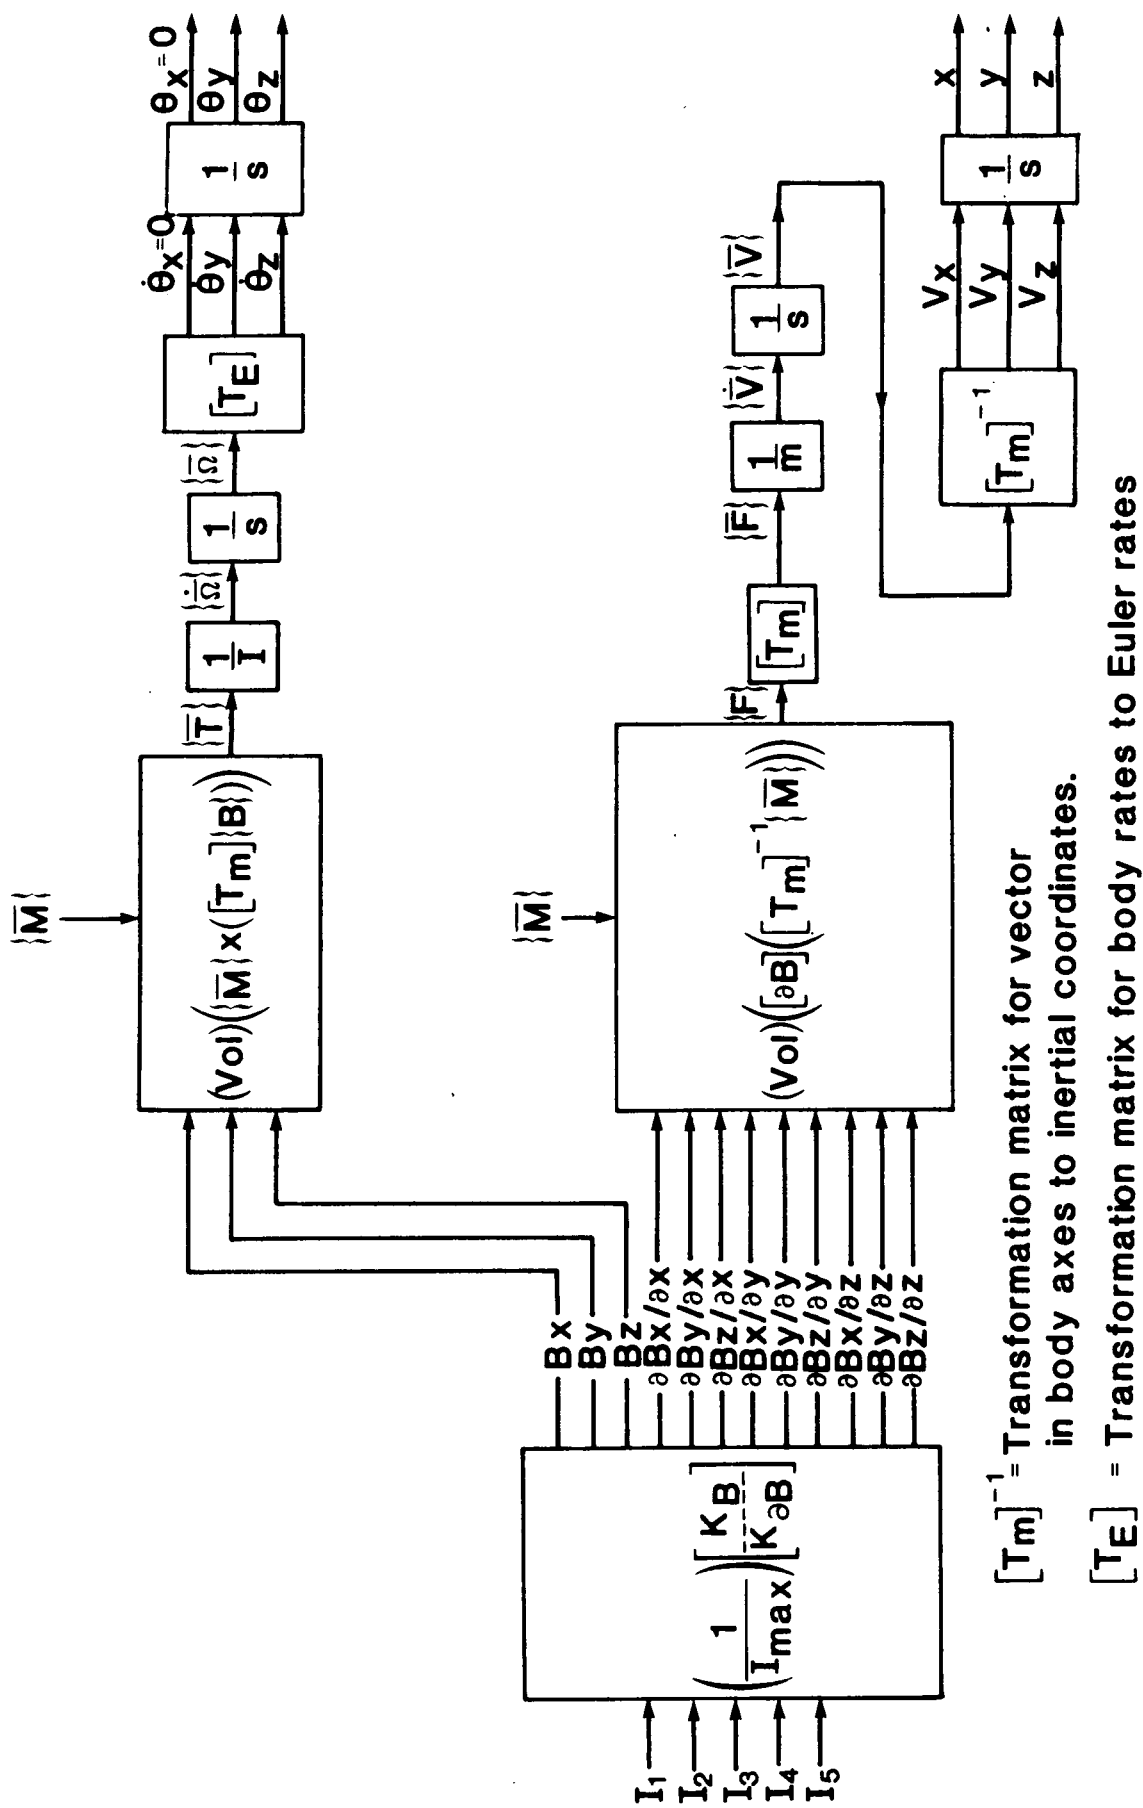 I1
I2
I3
I4
I5
(1/Imax)[KB/K∂B]
Bx
By
Bz
∂Bx/∂x
∂By/∂x
∂Bz/∂x
∂Bx/∂y
∂By/∂y
∂Bz/∂y
∂Bx/∂z
∂By/∂z
∂Bz/∂z
{M̅}
(Vol)({M̅}x([Tm]{B}))
{T̅}
1/I
{Ω̅̇}
1/s
{Ω̅}
[TE]
θ̇x=0
θ̇y
θ̇z
1/s
θx=0
θy
θz
{M̅}
(Vol)([∂B]([Tm]⁻¹{M̅}))
{F̅}
[Tm]
{F̅}
1/m
{V̅̇}
1/s
{V̅}
[Tm]⁻¹
Vx
Vy
Vz
1/s
x
y
z
[Tm]⁻¹=Transformation matrix for vector
in body axes to inertial coordinates.
[TE] = Transformation matrix for body rates to Euler rates